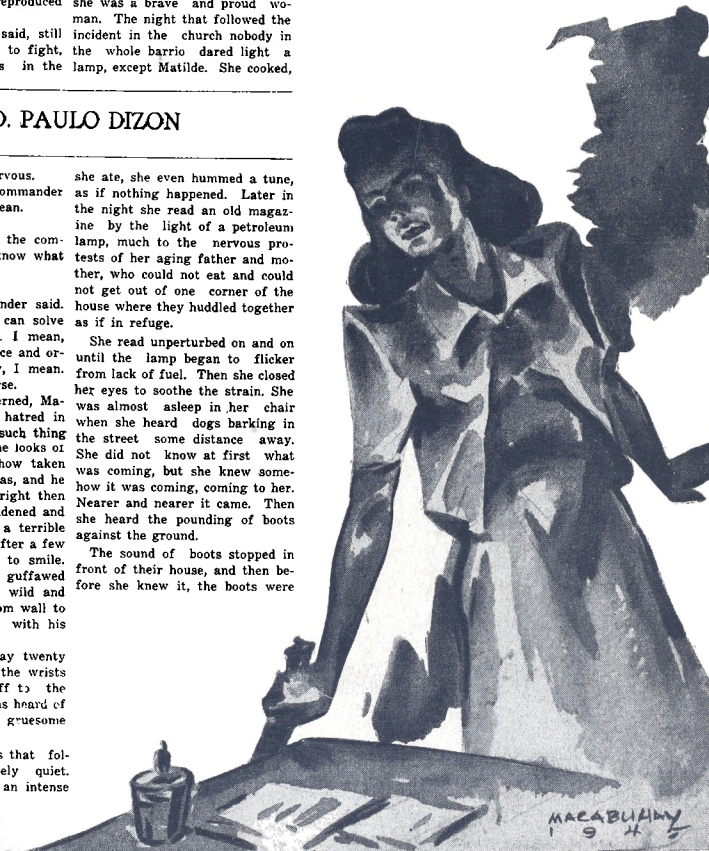 reproduced
said, still
to fight,
s in the
she was a brave and proud wo-
man. The night that followed the
incident in the church nobody in
the whole barrio dared light a
lamp, except Matilde. She cooked,
D. PAULO DIZON
rvous.
ommander
ean.
the com-
know what
nder said.
can solve
. I mean,
ce and or-
, I mean.
rse.
erned, Ma-
hatred in
such thing
he looks of
how taken
as, and he
right then
dened and
a terrible
fter a few
to smile.
guffawed
wild and
om wall to
with his
ay twenty
the wrists
ff to the
as heard of
gruesome
s that fol-
ely quiet.
an intense
she ate, she even hummed a tune,
as if nothing happened. Later in
the night she read an old magaz-
ine by the light of a petroleum
lamp, much to the nervous pro-
tests of her aging father and mo-
ther, who could not eat and could
not get out of one corner of the
house where they huddled together
as if in refuge.
She read unperturbed on and on
until the lamp began to flicker
from lack of fuel. Then she closed
her eyes to soothe the strain. She
was almost asleep in her chair
when she heard dogs barking in
the street some distance away.
She did not know at first what
was coming, but she knew some-
how it was coming, coming to her.
Nearer and nearer it came. Then
she heard the pounding of boots
against the ground.
The sound of boots stopped in
front of their house, and then be-
fore she knew it, the boots were
MACABUHAY